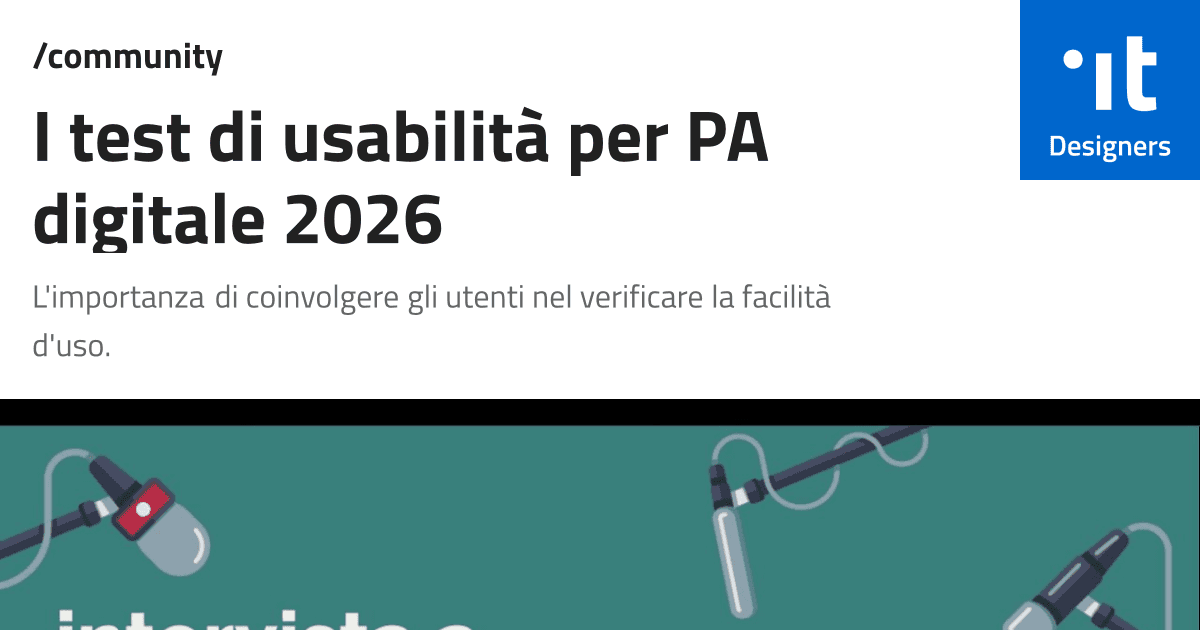 /community
I test di usabilità per PA
digitale 2026
L'importanza di coinvolgere gli utenti nel verificare la facilità
d'uso.
it
Designers